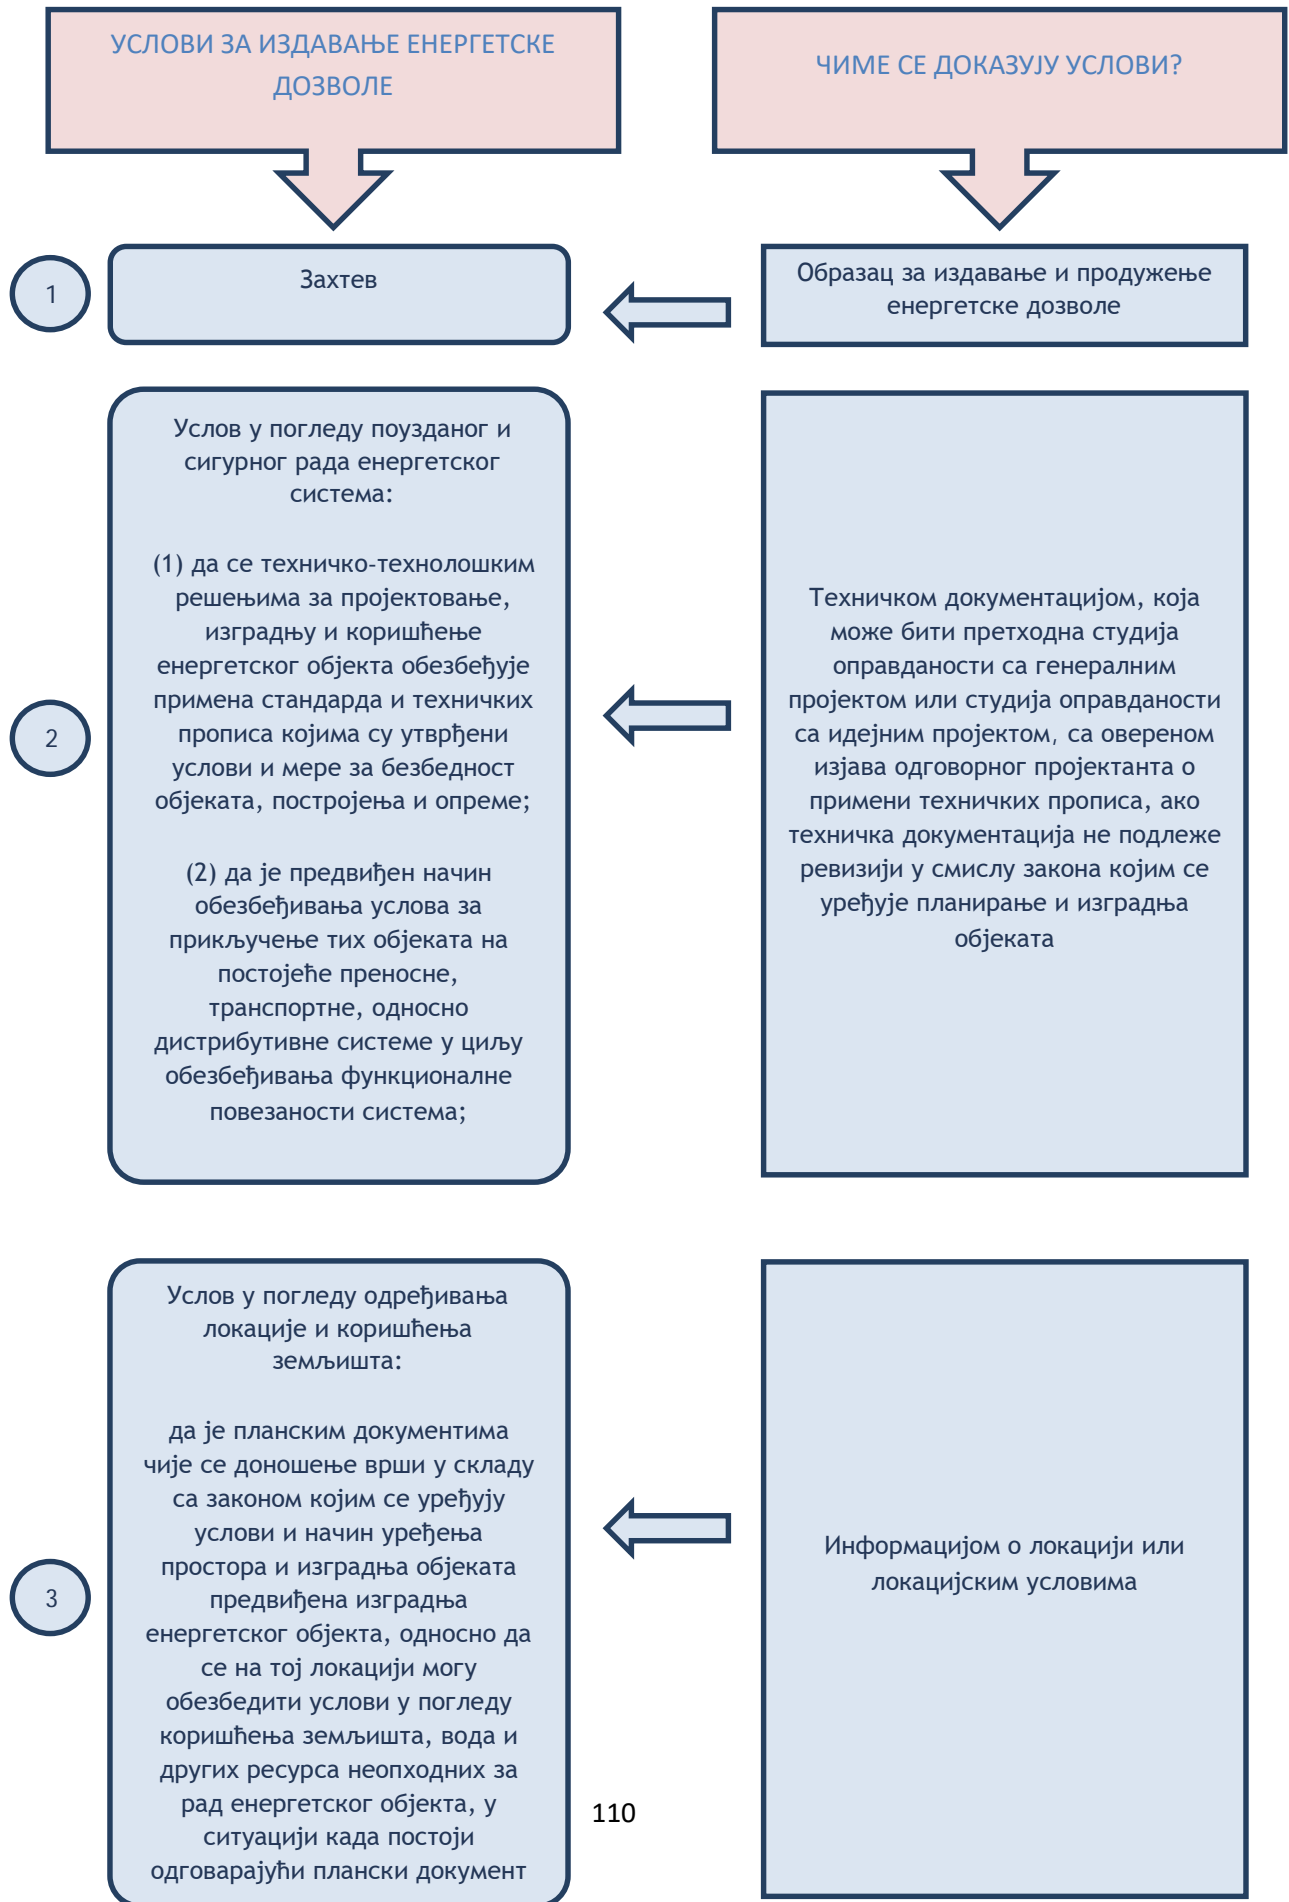 УСЛОВИ ЗА ИЗДАВАЊЕ ЕНЕРГЕТСКЕ
ДОЗВОЛЕ
ЧИМЕ СЕ ДОКАЗУЈУ УСЛОВИ?
1
Захтев
Образац за издавање и продужење
енергетске дозволе
2
Услов у погледу поузданог и
сигурног рада енергетског
система:
(1) да се техничко-технолошким
решењима за пројектовање,
изградњу и коришћење
енергетског објекта обезбеђује
примена стандарда и техничких
прописа којима су утврђени
услови и мере за безбедност
објеката, постројења и опреме;
(2) да је предвиђен начин
обезбеђивања услова за
прикључење тих објеката на
постојеће преносне,
транспортне, односно
дистрибутивне системе у циљу
обезбеђивања функционалне
повезаности система;
Техничком документацијом, која
може бити претходна студија
оправданости са генералним
пројектом или студија оправданости
са идејним пројектом, са овереном
изјава одговорног пројектанта о
примени техничких прописа, ако
техничка документација не подлеже
ревизији у смислу закона којим се
уређује планирање и изградња
објеката
3
Услов у погледу одређивања
локације и коришћења
земљишта:
да је планским документима
чије се доношење врши у складу
са законом којим се уређују
услови и начин уређења
простора и изградња објеката
предвиђена изградња
енергетског објекта, односно да
се на тој локацији могу
обезбедити услови у погледу
коришћења земљишта, вода и
других ресурса неопходних за
рад енергетског објекта, у
ситуацији када постоји
одговарајући плански документ
Информацијом о локацији или
локацијским условима
110